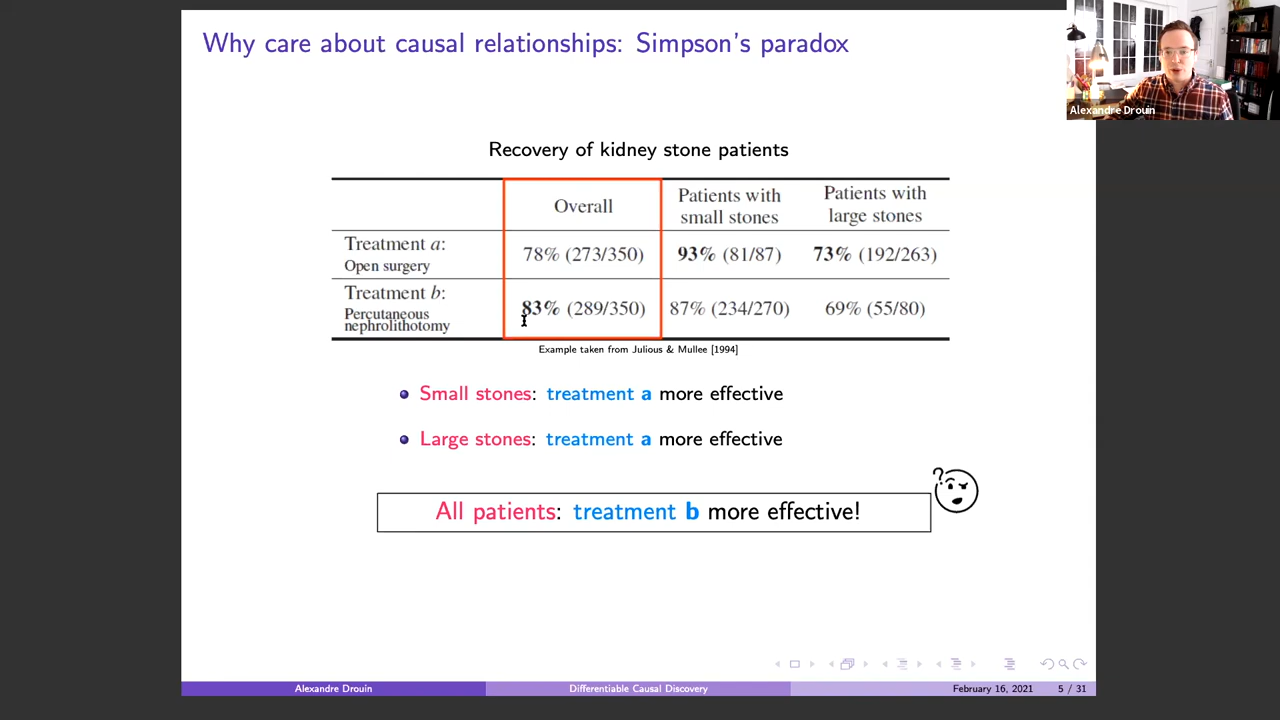 Why care about causal relationships: Simpson's paradox
Alexandre Drouin
Recovery of kidney stone patients
Overall
Patients with
small stones
Patients with
large stones
Treatment a:
Open surgery
78% (273/350)
93% (81/87)
73% (192/263)
Treatment b:
Percutaneous
nephrolithotomy
83% (289/350)
87% (234/270)
69% (55/80)
Example taken from Julious & Mullee [1994]
Small stones: treatment a more effective
Large stones: treatment a more effective
?
All patients: treatment b more effective!
Alexandre Drouin
Differentiable Causal Discovery
February 16, 2021
5 / 31